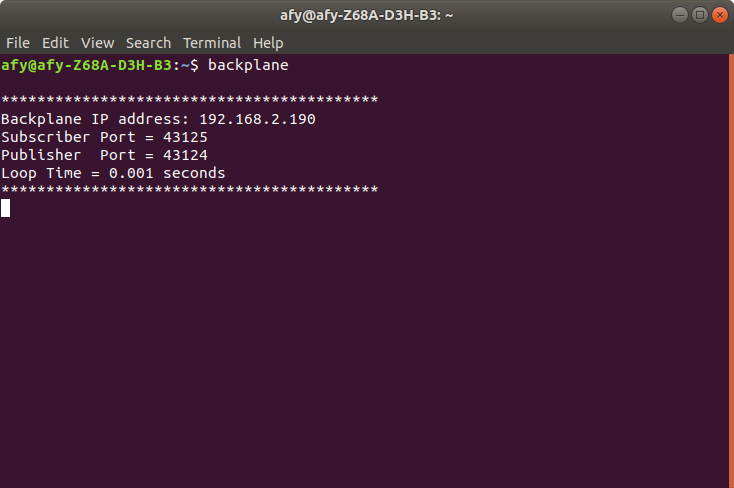 afy@afy-Z68A-D3H-B3: ~
File Edit View Search Terminal Help
afy@afy-Z68A-D3H-B3:~$ backplane
******************************************
Backplane IP address: 192.168.2.190
Subscriber Port = 43125
Publisher  Port = 43124
Loop Time = 0.001 seconds
******************************************